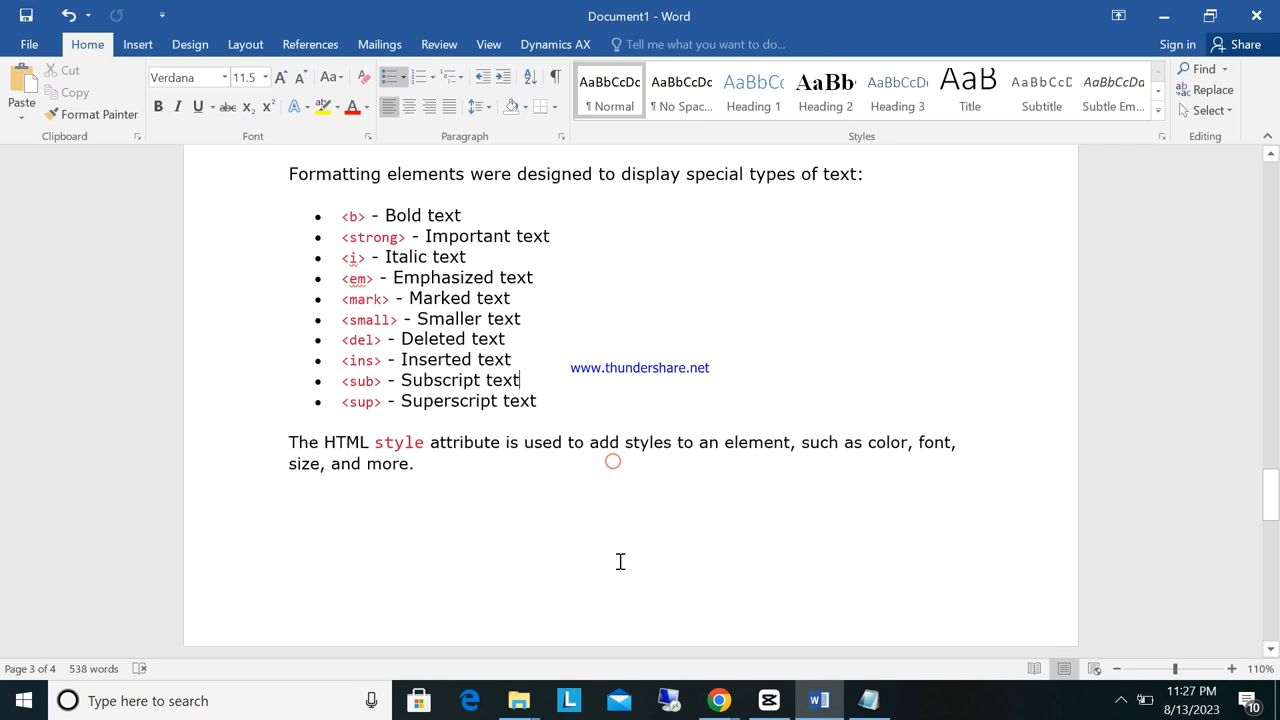 Document1 - Word
File Home Insert Design Layout References Mailings Review View Dynamics AX Tell me what you want to do... Sign in Share
Paste
Cut
Copy
Format Painter
Clipboard
Verdana 11.5
Font
Paragraph
AaBbCcDc AaBbCcDc AaBbCc AaBb AaBbCcD AaB AaBbCcD AaBbCcDc
¶ Normal ¶ No Spac... Heading 1 Heading 2 Heading 3 Title Subtitle Subtle Em...
Styles
Find
Replace
Select
Editing
Formatting elements were designed to display special types of text:
• <b> - Bold text
• <strong> - Important text
• <i> - Italic text
• <em> - Emphasized text
• <mark> - Marked text
• <small> - Smaller text
• <del> - Deleted text
• <ins> - Inserted text
www.thundershare.net
• <sub> - Subscript text
• <sup> - Superscript text
The HTML style attribute is used to add styles to an element, such as color, font,
size, and more.
Page 3 of 4 538 words 110%
Type here to search
11:27 PM
8/13/2023
10